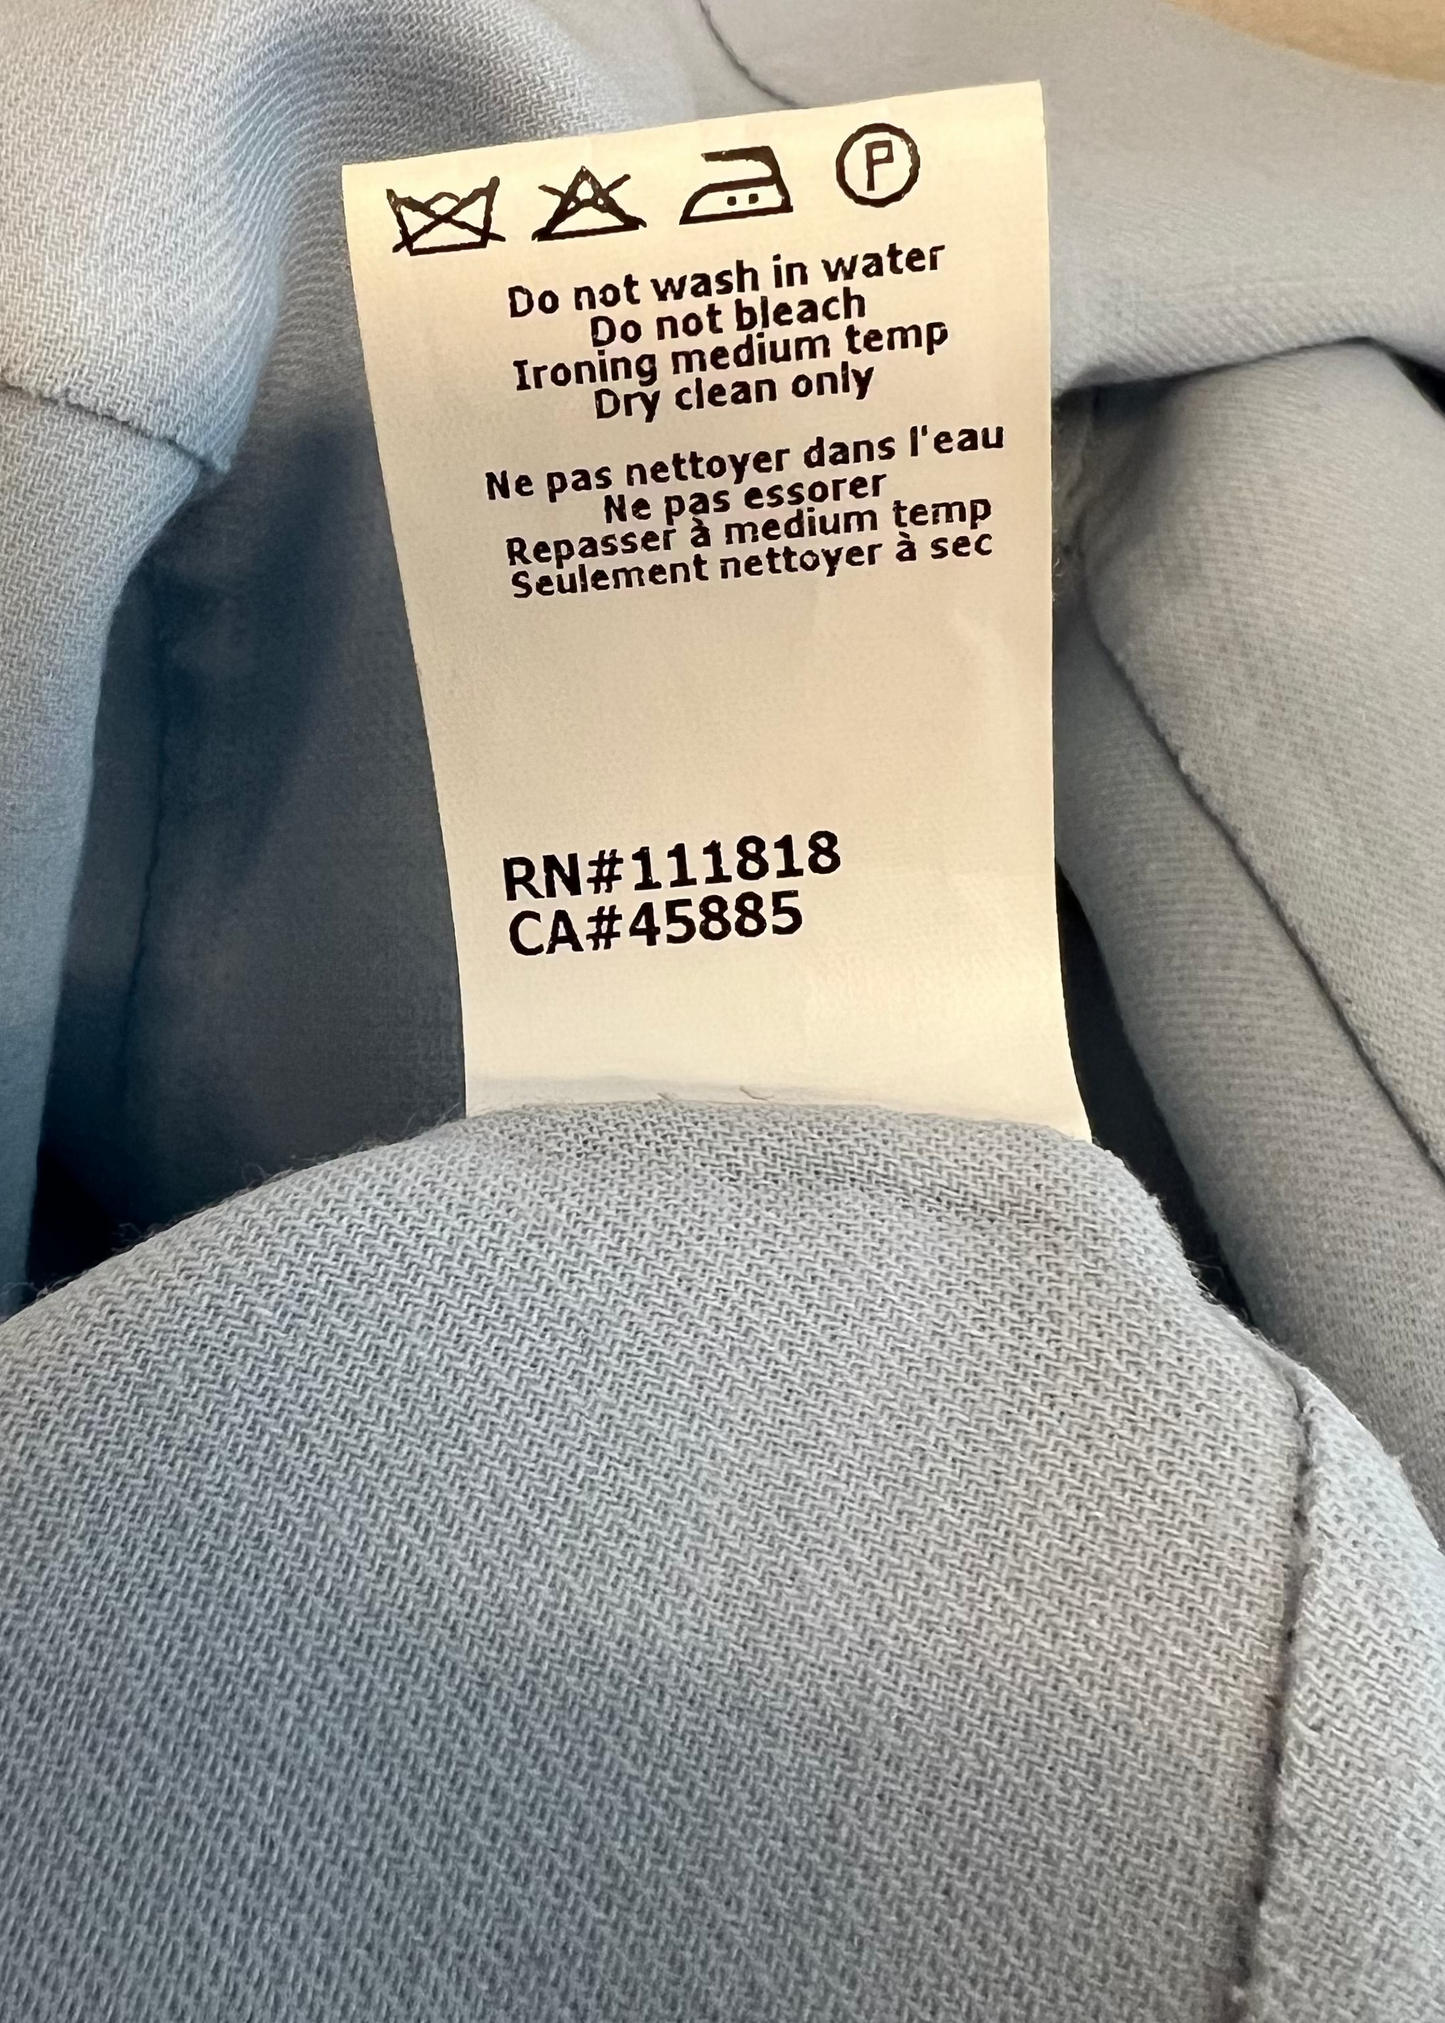 P
Do not wash in water
Do not bleach
Ironing medium temp
Dry clean only
Ne pas nettoyer dans l'eau
Ne pas essorer
Repasser à medium temp
Seulement nettoyer à sec
RN#111818
CA#45885